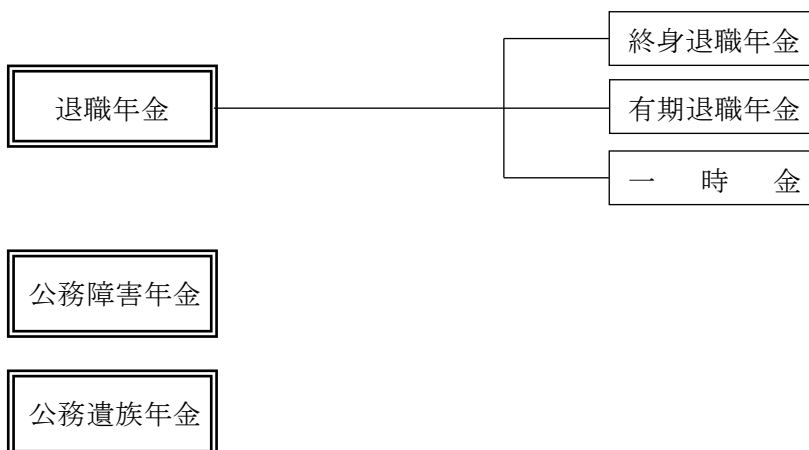 終身退職年金
退職年金
有期退職年金
一時金
公務障害年金
公務遺族年金